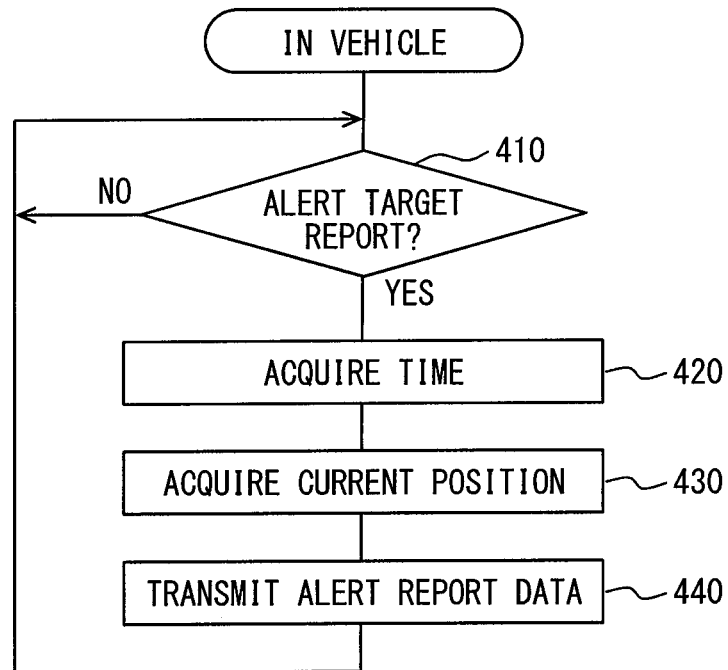 IN VEHICLE
410
NO
ALERT TARGET
REPORT?
YES
ACQUIRE TIME
420
ACQUIRE CURRENT POSITION
430
TRANSMIT ALERT REPORT DATA
440